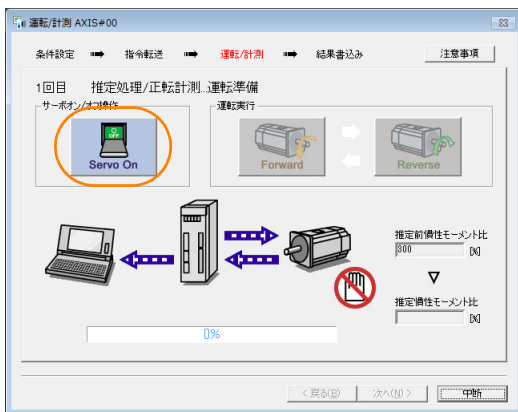 運転/計測 AXIS#00
条件設定 指令転送 運転/計測 結果書込み 注意事項
1回目 推定処理/正転計測...運転準備
サーボオン/オフ操作 運転実行
OFF
Servo On
Forward
Reverse
推定前慣性モーメント比
300 [%]
推定慣性モーメント比
[%]
0%
< 戻る(B) 次へ(N) > 中断